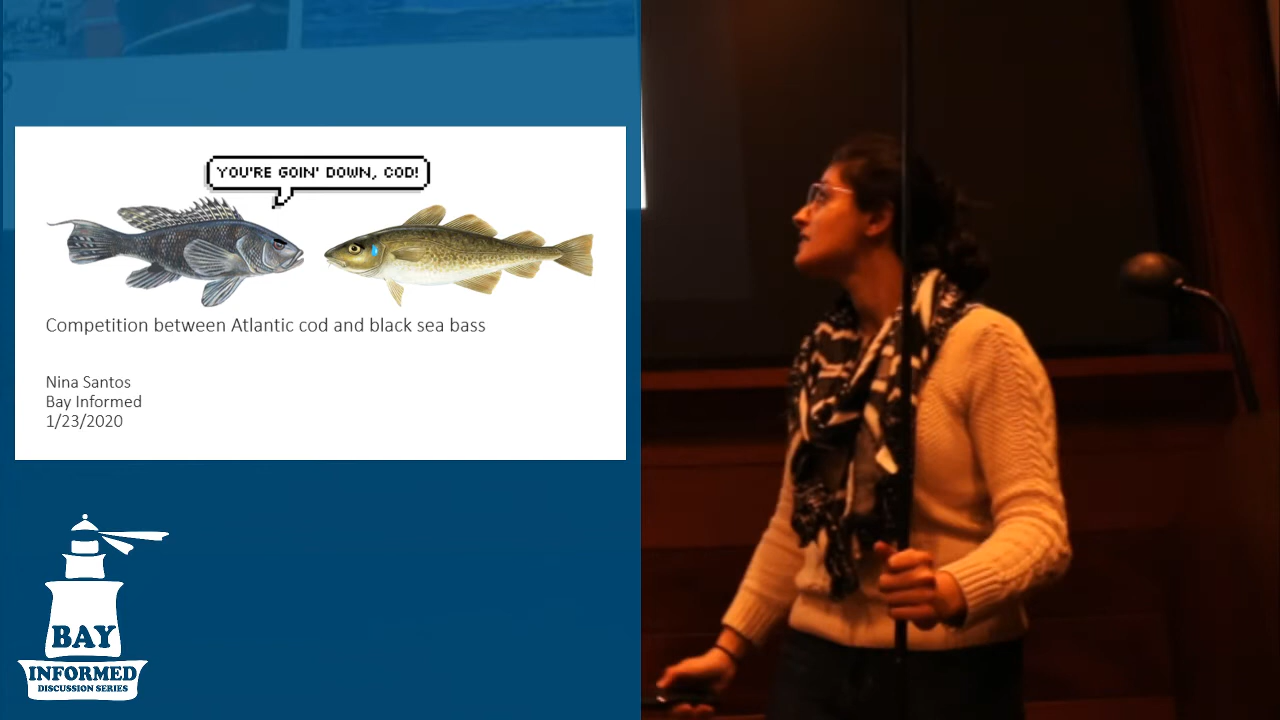 YOU'RE GOIN' DOWN, COD!
Competition between Atlantic cod and black sea bass
Nina Santos
Bay Informed
1/23/2020
BAY
INFORMED
DISCUSSION SERIES